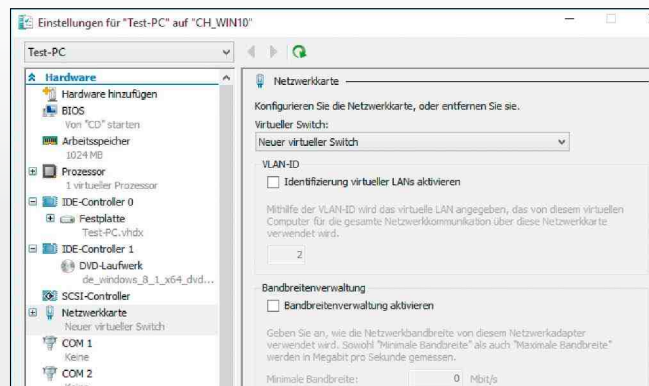 Einstellungen für "Test-PC" auf "CH_WIN10"
Test-PC
Hardware
Hardware hinzufügen
BIOS
Von "CD" starten
Arbeitsspeicher
1024 MB
Prozessor
1 virtueller Prozessor
IDE-Controller 0
Festplatte
Test-PC.vhdx
IDE-Controller 1
DVD-Laufwerk
de_windows_8_1_x64_dvd...
SCSI-Controller
Netzwerkkarte
Neuer virtueller Switch
COM 1
Keine
COM 2
Keine
Netzwerkkarte
Konfigurieren Sie die Netzwerkkarte, oder entfernen Sie sie.
Virtueller Switch:
Neuer virtueller Switch
VLAN-ID
Identifizierung virtueller LANs aktivieren
Mithilfe der VLAN-ID wird das virtuelle LAN angegeben, das von diesem virtuellen
Computer für die gesamte Netzwerkkommunikation über diese Netzwerkkarte
verwendet wird.
2
Bandbreitenverwaltung
Bandbreitenverwaltung aktivieren
Geben Sie an, wie die Netzwerkbandbreite von diesem Netzwerkadapter
verwendet wird. Sowohl "Minimale Bandbreite" als auch "Maximale Bandbreite"
werden in Megabit pro Sekunde gemessen.
Minimale Bandbreite: 0 Mbit/s